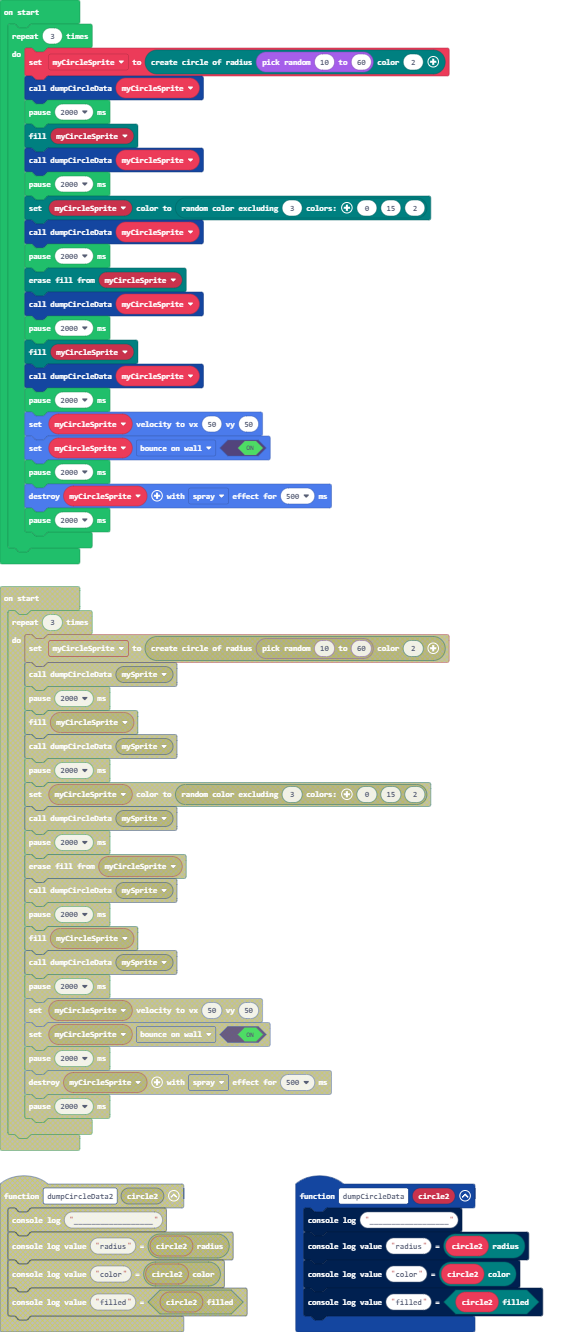 on start
repeat 3 times
do
set myCircleSprite to create circle of radius pick random 10 to 60 color 2
call dumpCircleData myCircleSprite
pause 2000 ms
fill myCircleSprite
call dumpCircleData myCircleSprite
pause 2000 ms
set myCircleSprite color to random color excluding 3 colors: 0 15 2
call dumpCircleData myCircleSprite
pause 2000 ms
erase fill from myCircleSprite
call dumpCircleData myCircleSprite
pause 2000 ms
fill myCircleSprite
call dumpCircleData myCircleSprite
pause 2000 ms
set myCircleSprite velocity to vx 50 vy 50
set myCircleSprite bounce on wall ON
pause 2000 ms
destroy myCircleSprite with spray effect for 500 ms
pause 2000 ms
on start
repeat 3 times
do
set myCircleSprite to create circle of radius pick random 10 to 60 color 2
call dumpCircleData mySprite
pause 2000 ms
fill myCircleSprite
call dumpCircleData mySprite
pause 2000 ms
set myCircleSprite color to random color excluding 3 colors: 0 15 2
call dumpCircleData mySprite
pause 2000 ms
erase fill from myCircleSprite
call dumpCircleData mySprite
pause 2000 ms
fill myCircleSprite
call dumpCircleData mySprite
pause 2000 ms
set myCircleSprite velocity to vx 50 vy 50
set myCircleSprite bounce on wall ON
pause 2000 ms
destroy myCircleSprite with spray effect for 500 ms
pause 2000 ms
function dumpCircleData2 circle2
console log "___________________"
console log value "radius" = circle2 radius
console log value "color" = circle2 color
console log value "filled" = circle2 filled
function dumpCircleData circle2
console log "___________________"
console log value "radius" = circle2 radius
console log value "color" = circle2 color
console log value "filled" = circle2 filled